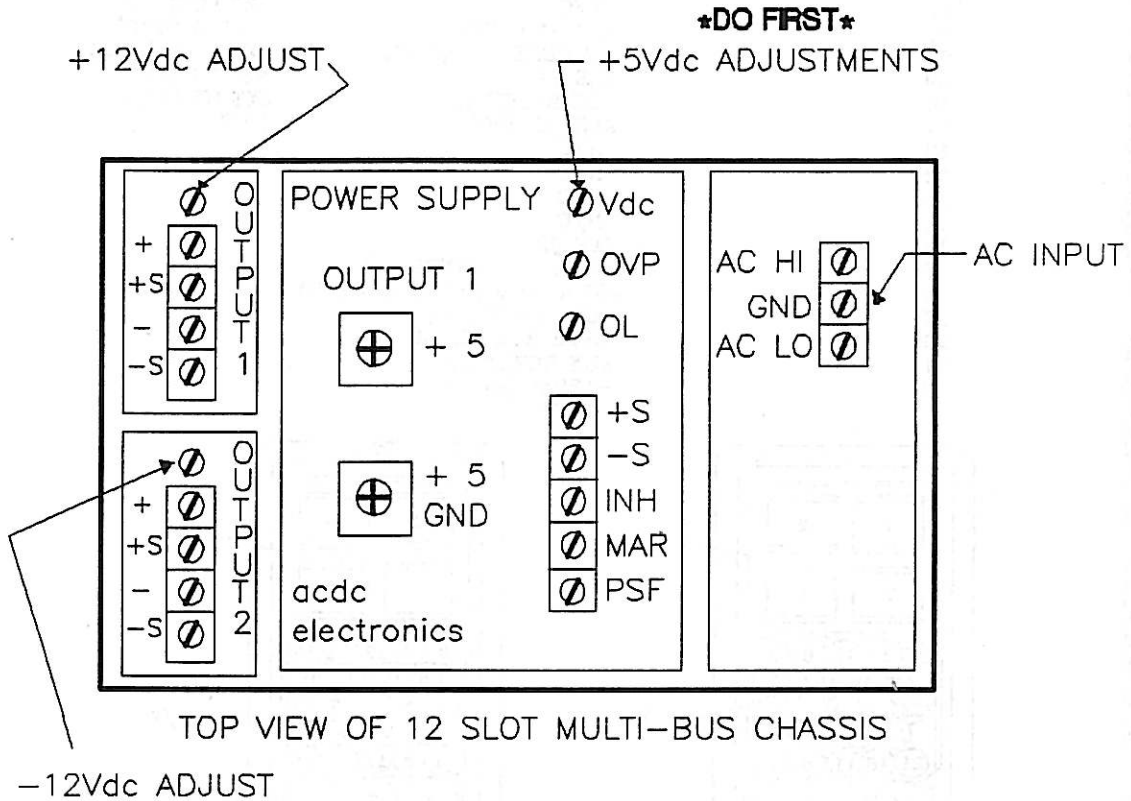 *DO FIRST*
+12Vdc ADJUST
+5Vdc ADJUSTMENTS
OUTPUT 1
+
+S
-
-S
POWER SUPPLY
Vdc
OVP
OL
OUTPUT 1
+ 5
+ 5
GND
+S
-S
INH
MAR
PSF
acdc
electronics
AC HI
GND
AC LO
AC INPUT
OUTPUT 2
+
+S
-
-S
TOP VIEW OF 12 SLOT MULTI-BUS CHASSIS
-12Vdc ADJUST